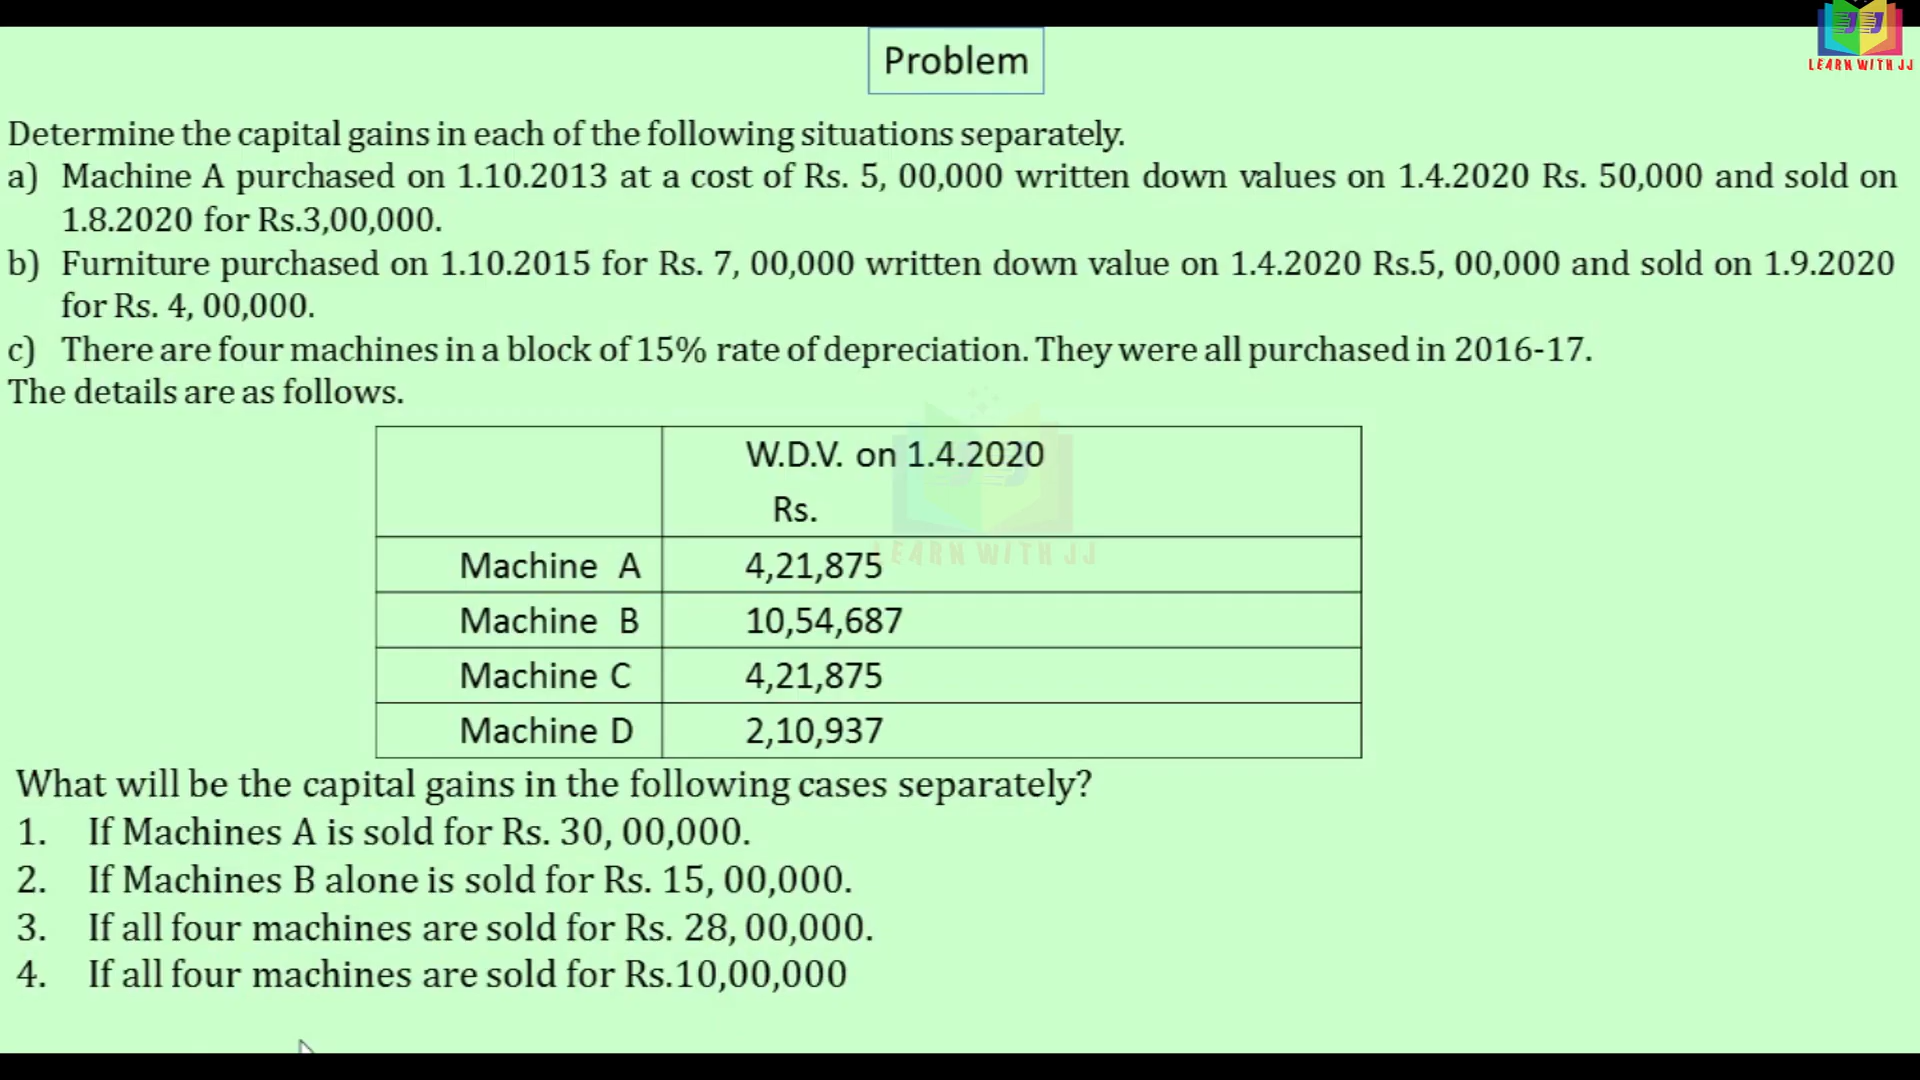 LEARN WITH JJ
Problem
Determine the capital gains in each of the following situations separately.
a) Machine A purchased on 1.10.2013 at a cost of Rs. 5, 00,000 written down values on 1.4.2020 Rs. 50,000 and sold on
1.8.2020 for Rs.3,00,000.
b) Furniture purchased on 1.10.2015 for Rs. 7, 00,000 written down value on 1.4.2020 Rs.5, 00,000 and sold on 1.9.2020
for Rs. 4, 00,000.
c) There are four machines in a block of 15% rate of depreciation. They were all purchased in 2016-17.
The details are as follows.
W.D.V. on 1.4.2020
Rs.
LEARN WITH JJ
Machine A 4,21,875
Machine B 10,54,687
Machine C 4,21,875
Machine D 2,10,937
What will be the capital gains in the following cases separately?
1. If Machines A is sold for Rs. 30, 00,000.
2. If Machines B alone is sold for Rs. 15, 00,000.
3. If all four machines are sold for Rs. 28, 00,000.
4. If all four machines are sold for Rs.10,00,000